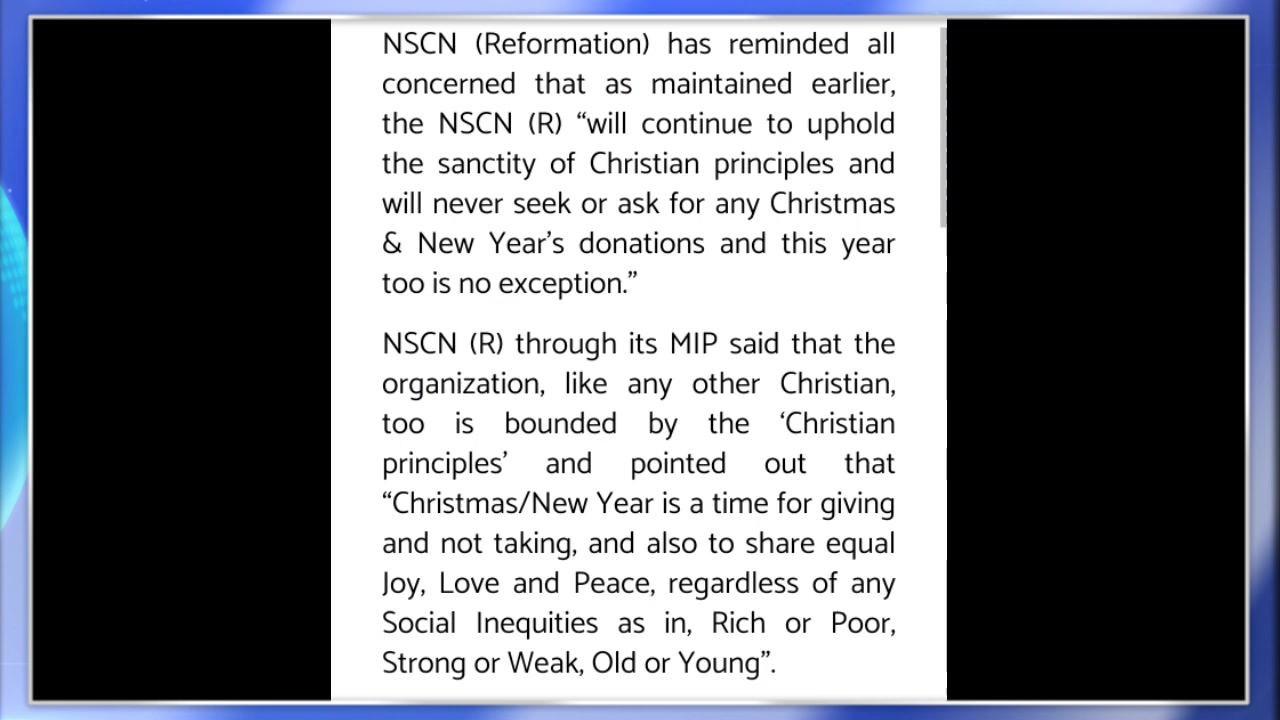 NSCN (Reformation) has reminded all
concerned that as maintained earlier,
the NSCN (R) “will continue to uphold
the sanctity of Christian principles and
will never seek or ask for any Christmas
& New Year’s donations and this year
too is no exception.”
NSCN (R) through its MIP said that the
organization, like any other Christian,
too is bounded by the ‘Christian
principles’ and pointed out that
“Christmas/New Year is a time for giving
and not taking, and also to share equal
Joy, Love and Peace, regardless of any
Social Inequities as in, Rich or Poor,
Strong or Weak, Old or Young”.